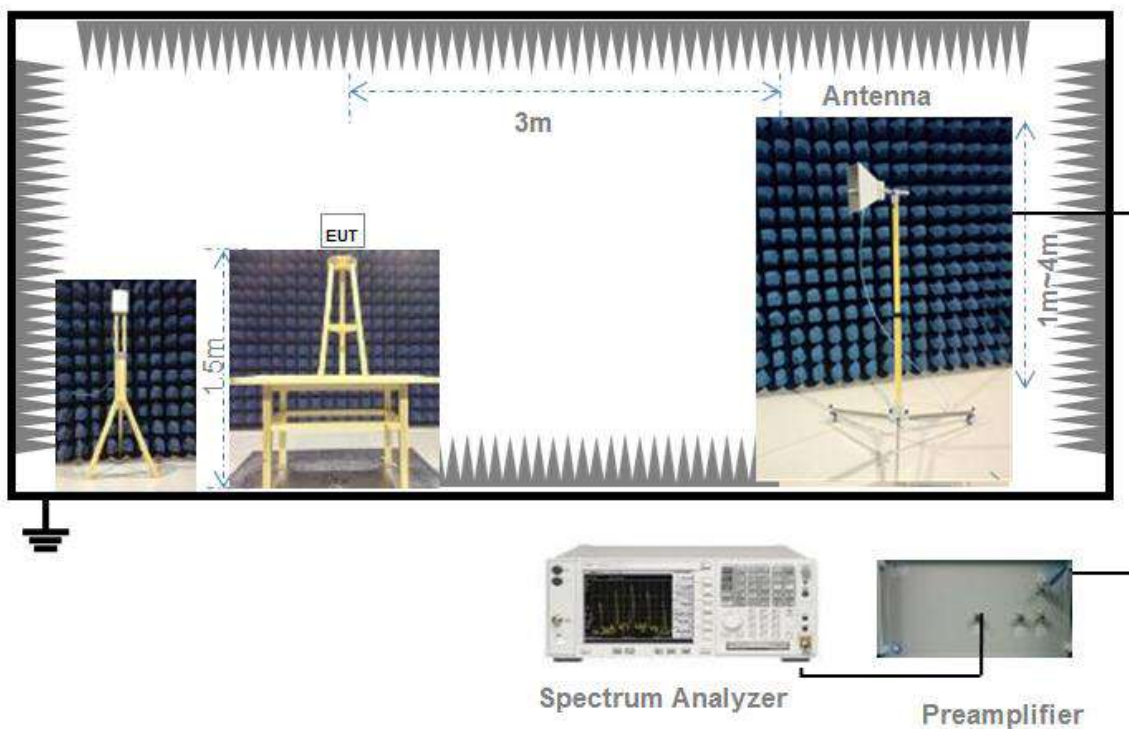 Antenna
3m
EUT
1.5m
1m~4m
Spectrum Analyzer
Preamplifier